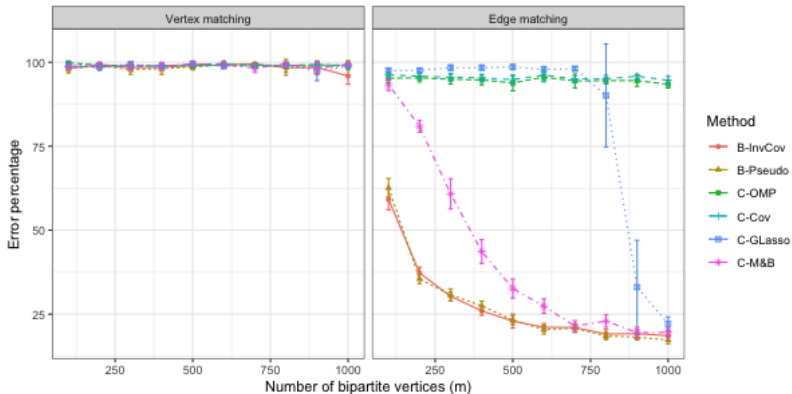 Vertex matching
Edge matching
Error percentage
100
75
50
25
250
500
750
1000
250
500
750
1000
Number of bipartite vertices (m)
Method
B-InvCov
B-Pseudo
C-OMP
C-Cov
C-GLasso
C-M&B